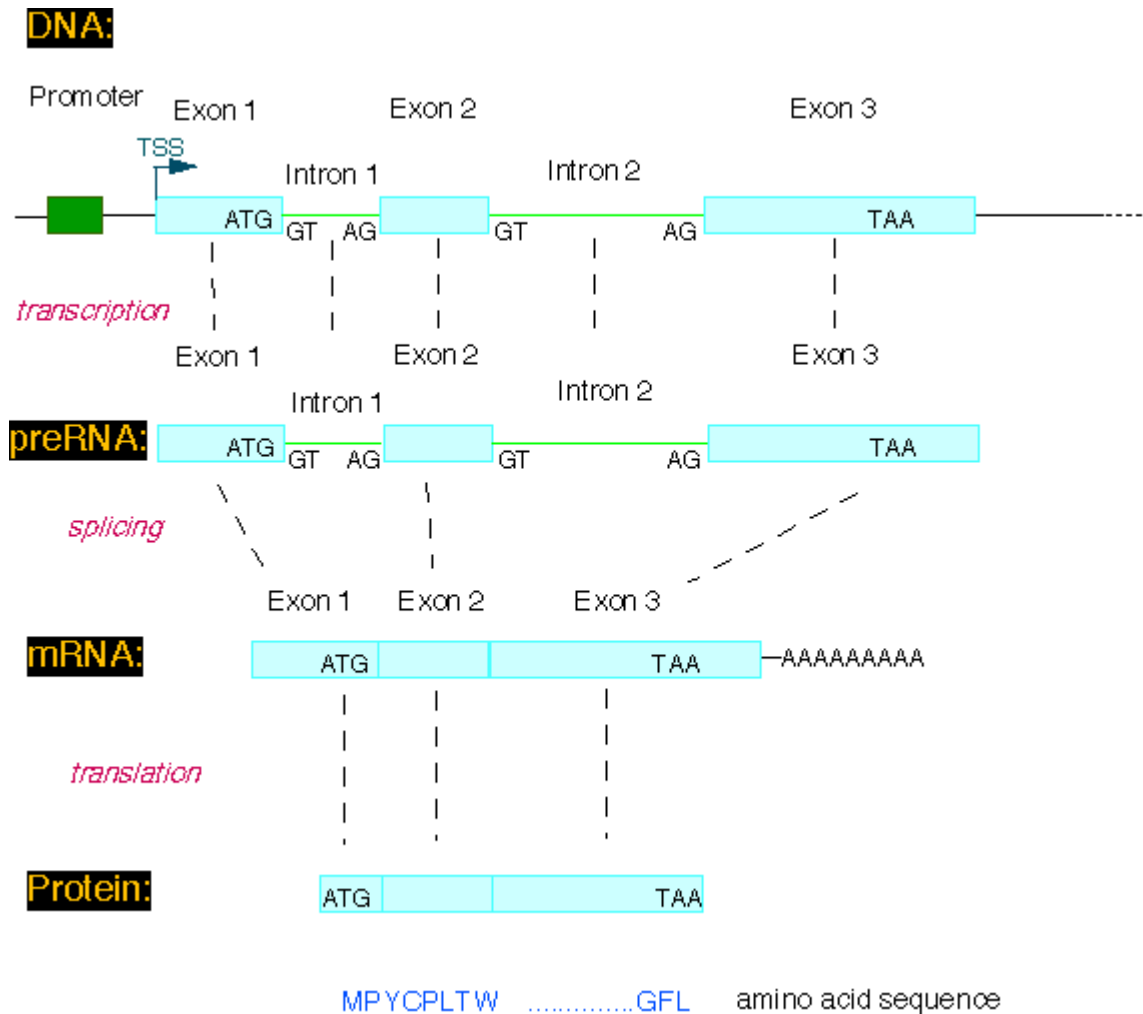 DNA:
Promoter Exon 1 Exon 2 Exon 3
TSS
Intron 1 Intron 2
ATG GT AG GT AG TAA
transcription
Exon 1 Exon 2 Exon 3
Intron 1 Intron 2
preRNA: ATG GT AG GT AG TAA
splicing
Exon 1 Exon 2 Exon 3
mRNA: ATG TAA AAAAAAAAA
translation
Protein: ATG TAA
MPYCPLTW ..............GFL amino acid sequence